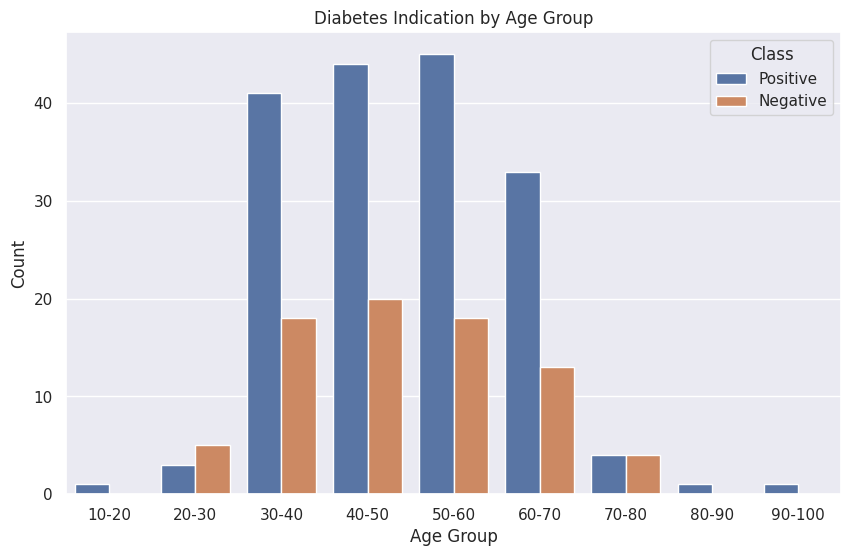 Diabetes Indication by Age Group
Class
Positive
Negative
Count
40
30
20
10
0
10-20 20-30 30-40 40-50 50-60 60-70 70-80 80-90 90-100
Age Group